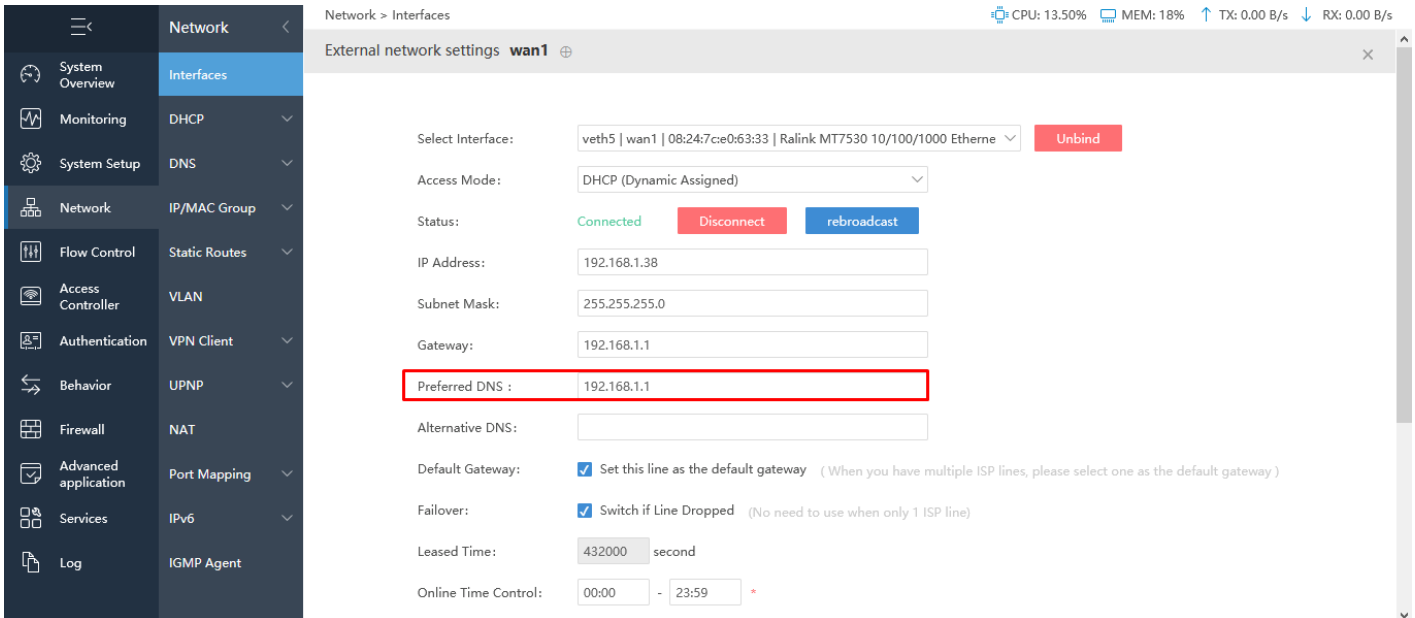 Network > Interfaces
CPU: 13.50% MEM: 18% TX: 0.00 B/s RX: 0.00 B/s
System Overview
Monitoring
System Setup
Network
Flow Control
Access Controller
Authentication
Behavior
Firewall
Advanced application
Services
Log
Network
Interfaces
DHCP
DNS
IP/MAC Group
Static Routes
VLAN
VPN Client
UPNP
NAT
Port Mapping
IPv6
IGMP Agent
External network settings wan1
Select Interface: veth5 | wan1 | 08:24:7c:e0:63:33 | Ralink MT7530 10/100/1000 Etherne Unbind
Access Mode: DHCP (Dynamic Assigned)
Status: Connected Disconnect rebroadcast
IP Address: 192.168.1.38
Subnet Mask: 255.255.255.0
Gateway: 192.168.1.1
Preferred DNS : 192.168.1.1
Alternative DNS:
Default Gateway: Set this line as the default gateway ( When you have multiple ISP lines, please select one as the default gateway )
Failover: Switch if Line Dropped (No need to use when only 1 ISP line)
Leased Time: 432000 second
Online Time Control: 00:00 - 23:59 *